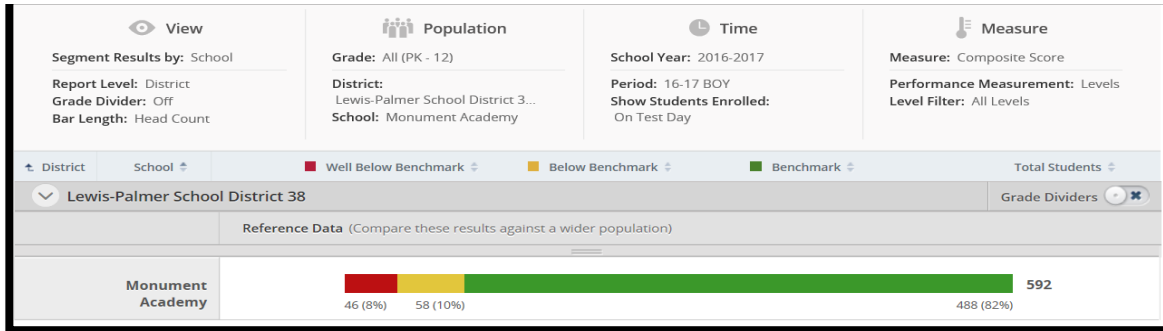 View
Segment Results by: School
Report Level: District
Grade Divider: Off
Bar Length: Head Count
Population
Grade: All (PK - 12)
District:
Lewis-Palmer School District 3...
School: Monument Academy
Time
School Year: 2016-2017
Period: 16-17 BOY
Show Students Enrolled:
On Test Day
Measure
Measure: Composite Score
Performance Measurement: Levels
Level Filter: All Levels
District School Well Below Benchmark Below Benchmark Benchmark Total Students
Lewis-Palmer School District 38 Grade Dividers
Reference Data (Compare these results against a wider population)
Monument
Academy
592
46 (8%) 58 (10%) 488 (82%)